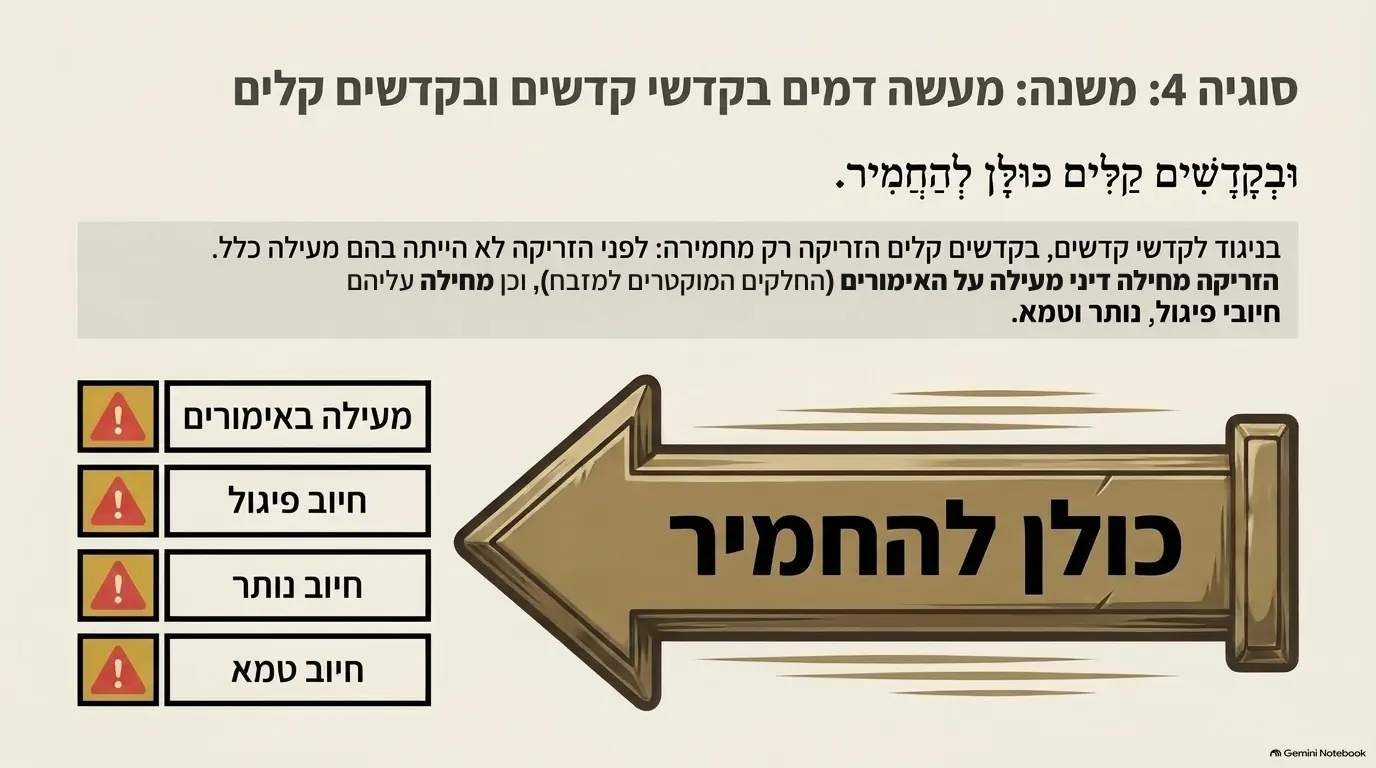 סוגיה 4: משנה: מעשה דמים בקדשי קדשים ובקדשים קלים
וּבְקָדָשִׁים קַלִּים כּוּלָּן לְהַחֲמִיר.
בניגוד לקדשי קדשים, בקדשים קלים הזריקה רק מחמירה: לפני הזריקה לא הייתה בהם מעילה כלל.
הזריקה מחילה דיני מעילה על האימורים (החלקים המוקטרים למזבח), וכן מחילה עליהם
חיובי פיגול, נותר וטמא.
כולן להחמיר
מעילה באימורים
חיוב פיגול
חיוב נותר
חיוב טמא
Gemini Notebook